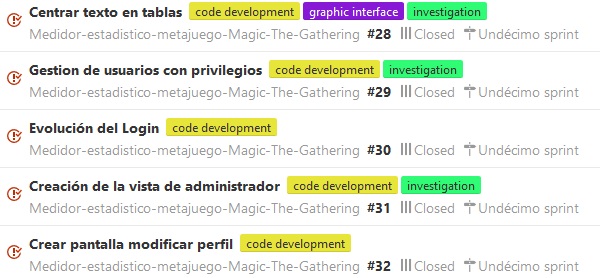 Centrar texto en tablas code development graphic interface investigation
Medidor-estadistico-metajuego-Magic-The-Gathering #28 Closed Undécimo sprint
Gestion de usuarios con privilegios code development investigation
Medidor-estadistico-metajuego-Magic-The-Gathering #29 Closed Undécimo sprint
Evolución del Login code development
Medidor-estadistico-metajuego-Magic-The-Gathering #30 Closed Undécimo sprint
Creación de la vista de administrador code development investigation
Medidor-estadistico-metajuego-Magic-The-Gathering #31 Closed Undécimo sprint
Crear pantalla modificar perfil code development
Medidor-estadistico-metajuego-Magic-The-Gathering #32 Closed Undécimo sprint